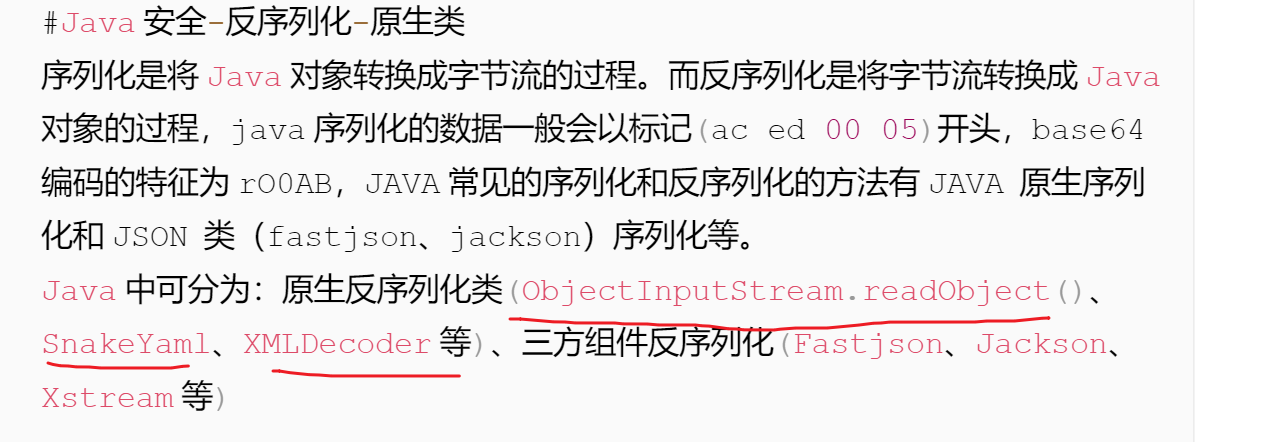 #Java 安全-反序列化-原生类
序列化是将 Java 对象转换成字节流的过程。而反序列化是将字节流转换成 Java
对象的过程，java 序列化的数据一般会以标记(ac ed 00 05)开头，base64
编码的特征为 rO0AB，JAVA 常见的序列化和反序列化的方法有 JAVA 原生序列
化和 JSON 类（fastjson、jackson）序列化等。
Java 中可分为：原生反序列化类(ObjectInputStream.readObject()、
SnakeYaml、XMLDecoder 等)、三方组件反序列化(Fastjson、Jackson、
Xstream 等)